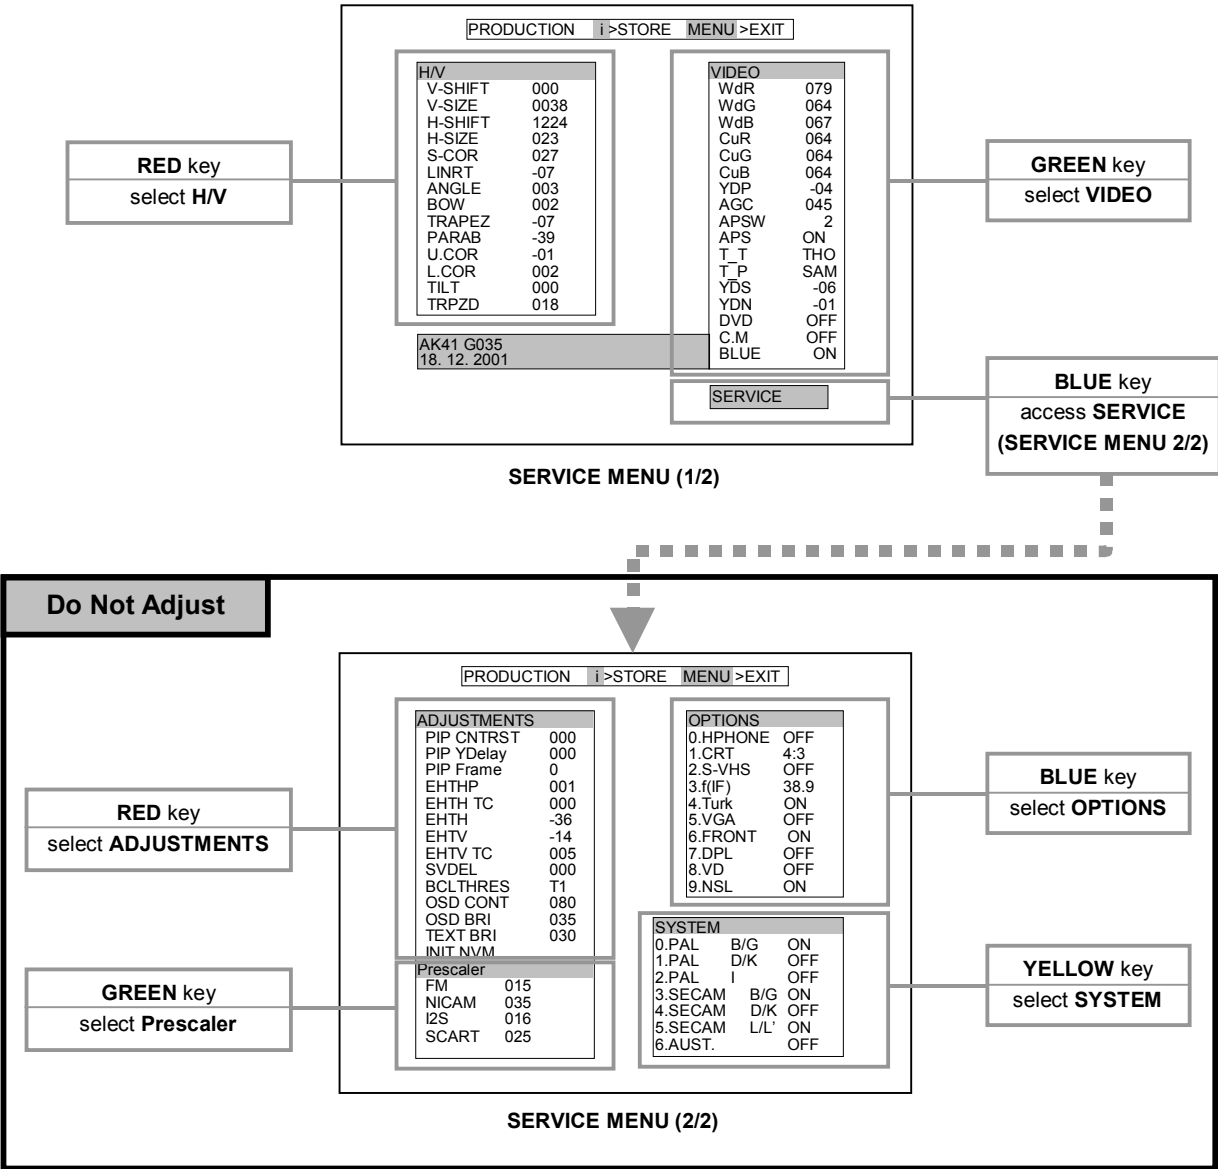 PRODUCTION i >STORE MENU >EXIT
H/V
V-SHIFT 000
V-SIZE 0038
H-SHIFT 1224
H-SIZE 023
S-COR 027
LINRT -07
ANGLE 003
BOW 002
TRAPEZ -07
PARAB -39
U.COR -01
L.COR 002
TILT 000
TRPZD 018
VIDEO
WdR 079
WdG 064
WdB 067
CuR 064
CuG 064
CuB 064
YDP -04
AGC 045
APSW 2
APS ON
T_T THO
T_P SAM
YDS -06
YDN -01
DVD OFF
C.M OFF
BLUE ON
AK41 G035
18. 12. 2001
SERVICE
RED key
select H/V
GREEN key
select VIDEO
BLUE key
access SERVICE
(SERVICE MENU 2/2)
SERVICE MENU (1/2)
Do Not Adjust
PRODUCTION i >STORE MENU >EXIT
ADJUSTMENTS
PIP CNTRST 000
PIP YDelay 000
PIP Frame 0
EHTHP 001
EHTH TC 000
EHTH -36
EHTV -14
EHTV TC 005
SVDEL 000
BCLTHRES T1
OSD CONT 080
OSD BRI 035
TEXT BRI 030
INIT NVM
Prescaler
FM 015
NICAM 035
I2S 016
SCART 025
OPTIONS
0.HPHONE OFF
1.CRT 4:3
2.S-VHS OFF
3.f(IF) 38.9
4.Turk ON
5.VGA OFF
6.FRONT ON
7.DPL OFF
8.VD OFF
9.NSL ON
SYSTEM
0.PAL B/G ON
1.PAL D/K OFF
2.PAL I OFF
3.SECAM B/G ON
4.SECAM D/K OFF
5.SECAM L/L' ON
6.AUST. OFF
RED key
select ADJUSTMENTS
GREEN key
select Prescaler
BLUE key
select OPTIONS
YELLOW key
select SYSTEM
SERVICE MENU (2/2)